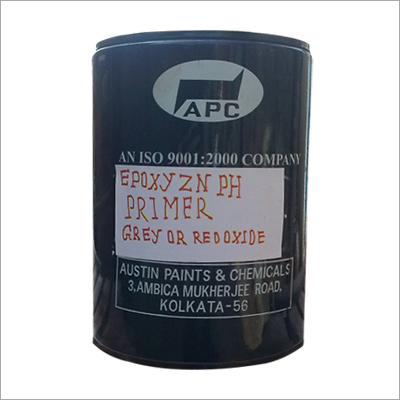 APC
AN ISO 9001:2000 COMPANY
EPOXY ZN PH
PRIMER
GREY OR REDOXIDE
AUSTIN PAINTS & CHEMICALS
3,AMBICA MUKHERJEE ROAD,
KOLKATA-56